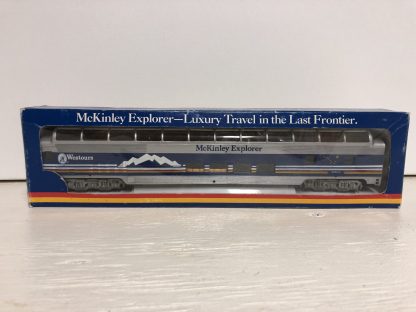 McKinley Explorer—Luxury Travel in the Last Frontier.
McKinley Explorer
Westours